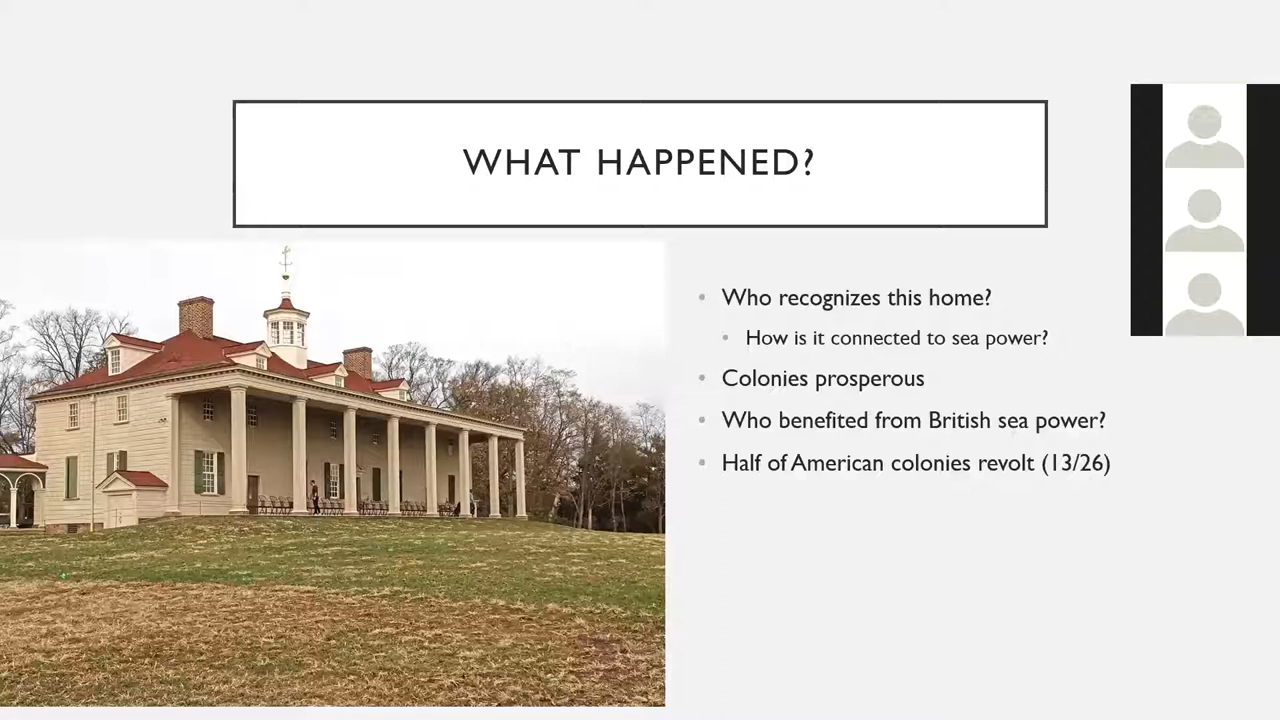 WHAT HAPPENED?
Who recognizes this home?
How is it connected to sea power?
Colonies prosperous
Who benefited from British sea power?
Half of American colonies revolt (13/26)